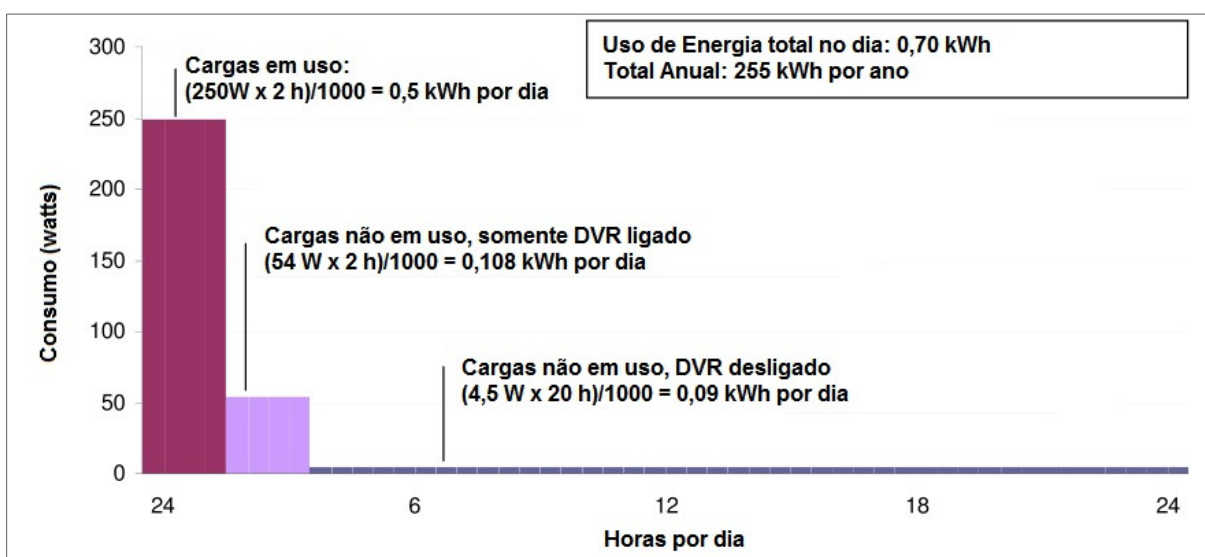 Uso de Energia total no dia: 0,70 kWh
Total Anual: 255 kWh por ano
Cargas em uso:
(250W x 2 h)/1000 = 0,5 kWh por dia
Cargas não em uso, somente DVR ligado
(54 W x 2 h)/1000 = 0,108 kWh por dia
Cargas não em uso, DVR desligado
(4,5 W x 20 h)/1000 = 0,09 kWh por dia
Consumo (watts)
300
250
200
150
100
50
0
24 6 12 18 24
Horas por dia